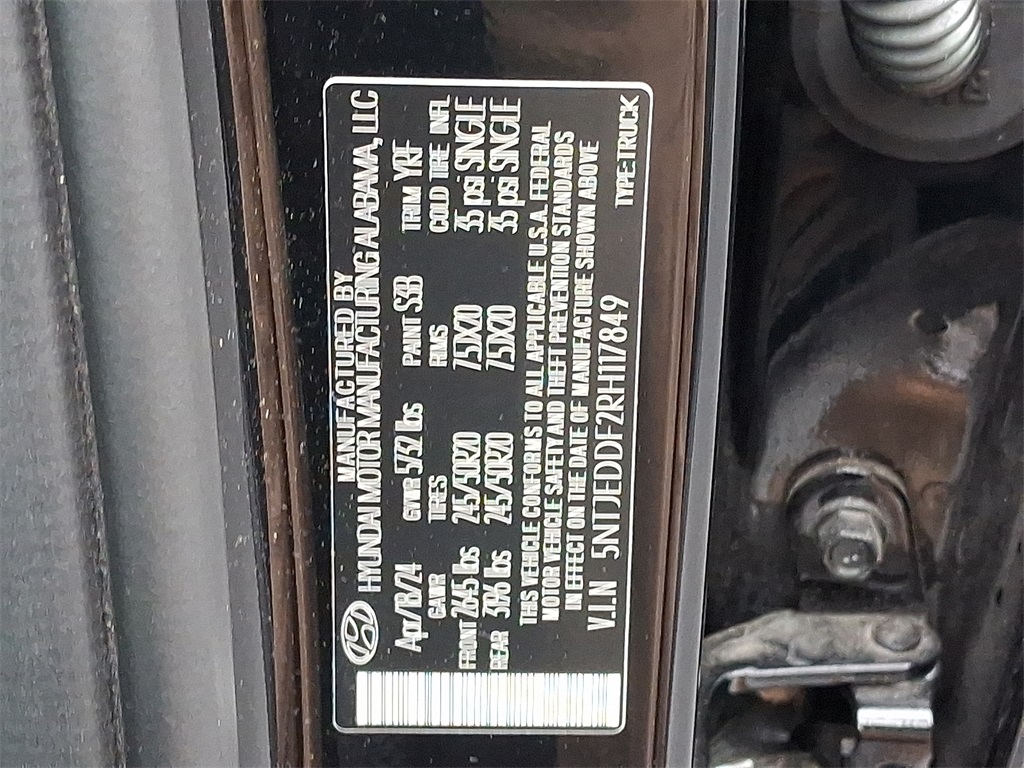 MANUFACTURED BY
HYUNDAI MOTOR MANUFACTURING ALABAMA, LLC
Apr/18/24 GVWR 5732 lbs PAINT S3B TRIM YRT
GAWR TIRES RIMS COLD TIRE INFL
FRONT 2645 lbs 245/50R20 7.5JX20 35 psi - SINGLE
REAR 3196 lbs 245/50R20 7.5JX20 35 psi - SINGLE
THIS VEHICLE CONFORMS TO ALL APPLICABLE U.S.A. FEDERAL
MOTOR VEHICLE SAFETY AND THEFT PREVENTION STANDARDS
IN EFFECT ON THE DATE OF MANUFACTURE SHOWN ABOVE
V.I.N 5NTJEDDF2RH117849
TYPE:TRUCK